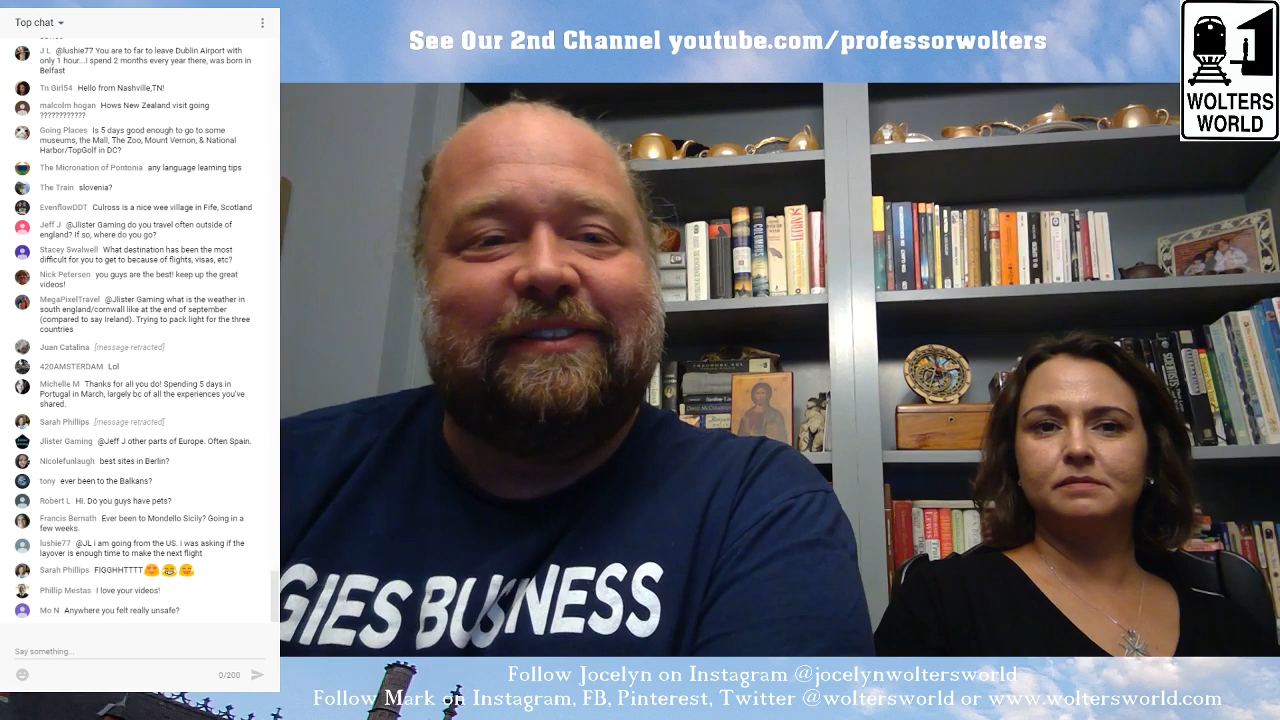 Top chat
J L @lushie77 You are to far to leave Dublin Airport with
only 1 hour...I spend 2 months every year there, was born in
Belfast
Tn Girl54 Hello from Nashville,TN!
malcolm hogan Hows New Zealand visit going
????????????
Going Places Is 5 days good enough to go to some
museums, the Mall, The Zoo, Mount Vernon, & National
Harbor/TopGolf in DC?
The Micronation of Pontonia any language learning tips
The Train slovenia?
EvenflowDDT Culross is a nice wee village in Fife, Scotland
Jeff J @Jlister Gaming do you travel often outside of
england? If so, where do you go?
Stacey Swalwell What destination has been the most
difficult for you to get to because of flights, visas, etc?
Nick Petersen you guys are the best! keep up the great
videos!
MegaPixelTravel @Jlister Gaming what is the weather in
south england/cornwall like at the end of september
(compared to say Ireland). Trying to pack light for the three
countries
Juan Catalina [message retracted]
420AMSTERDAM Lol
Michelle M Thanks for all you do! Spending 5 days in
Portugal in March, largely bc of all the experiences you've
shared.
Sarah Phillips [message retracted]
Jlister Gaming @Jeff J other parts of Europe. Often Spain.
Nicolefunlaugh best sites in Berlin?
tony ever been to the Balkans?
Robert L Hi. Do you guys have pets?
Francis Bernath Ever been to Mondello Sicily? Going in a
few weeks.
lushie77 @JL i am going from the US. i was asking if the
layover is enough time to make the next flight
Sarah Phillips FIGGHHTTTT
Phillip Mestas I love your videos!
Mo N Anywhere you felt really unsafe?
Say something...
0/200
See Our 2nd Channel youtube.com/professorwolters
WOLTERS
WORLD
GIES BUSINESS
Follow Jocelyn on Instagram @jocelynwoltersworld
Follow Mark on Instagram, FB, Pinterest, Twitter @woltersworld or www.woltersworld.com